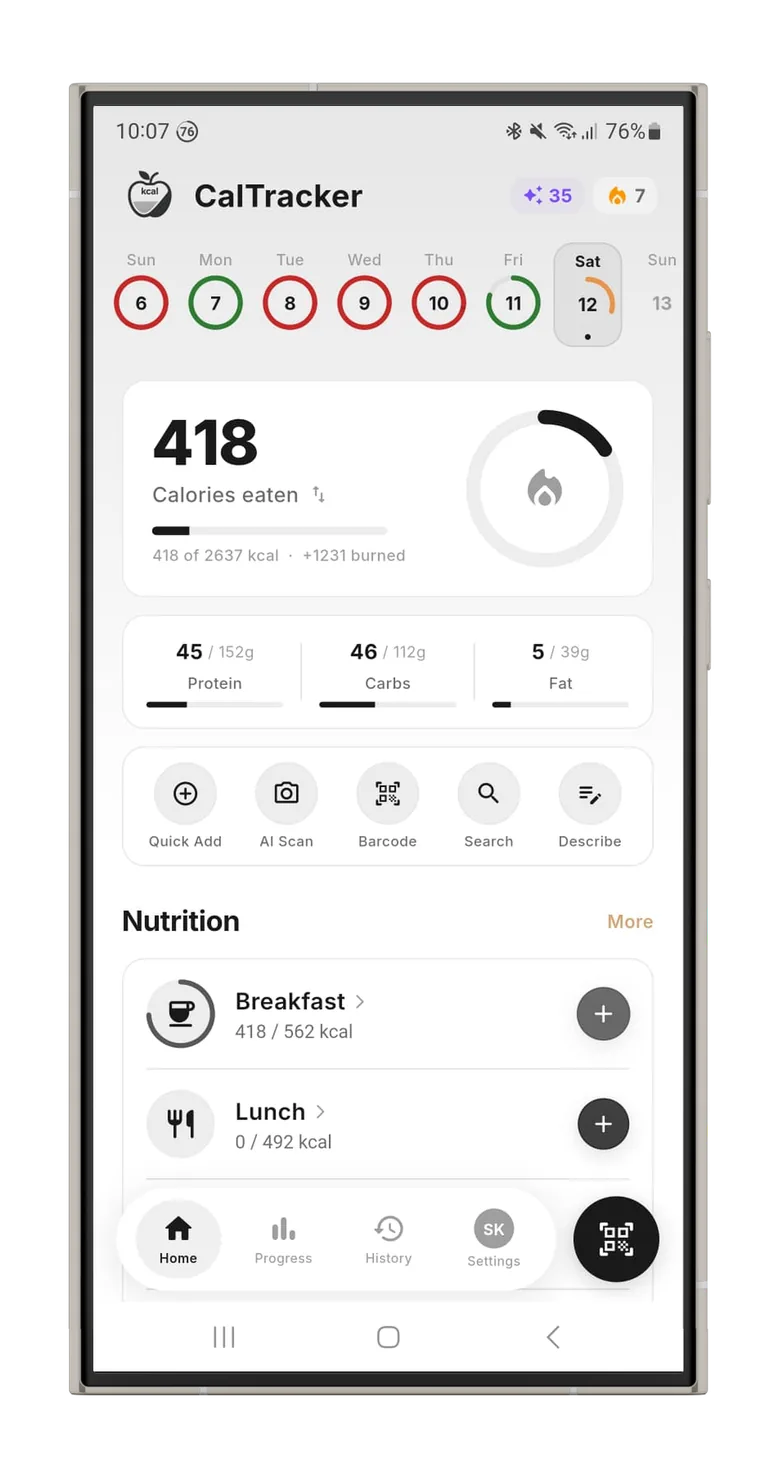 10:07 76 76%
kcal CalTracker 35 7
Sun Mon Tue Wed Thu Fri Sat Sun
6 7 8 9 10 11 12 13
418
Calories eaten
418 of 2637 kcal · +1231 burned
45 / 152g 46 / 112g 5 / 39g
Protein Carbs Fat
Quick Add AI Scan Barcode Search Describe
Nutrition More
Breakfast
418 / 562 kcal
Lunch
0 / 492 kcal
SK
Home Progress History Settings